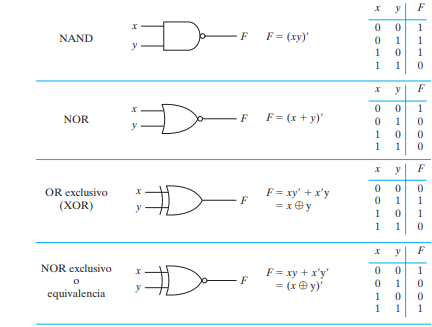 x y F
NAND x y F F = (xy)'
0 0 1
0 1 1
1 0 1
1 1 0
x y F
NOR x y F F = (x + y)'
0 0 1
0 1 0
1 0 0
1 1 0
x y F
OR exclusivo
(XOR)
x y F
F = xy' + x'y
= x ⊕ y
0 0 0
0 1 1
1 0 1
1 1 0
x y F
NOR exclusivo
o
equivalencia
x y F
F = xy + x'y'
= (x ⊕ y)'
0 0 1
0 1 0
1 0 0
1 1 1